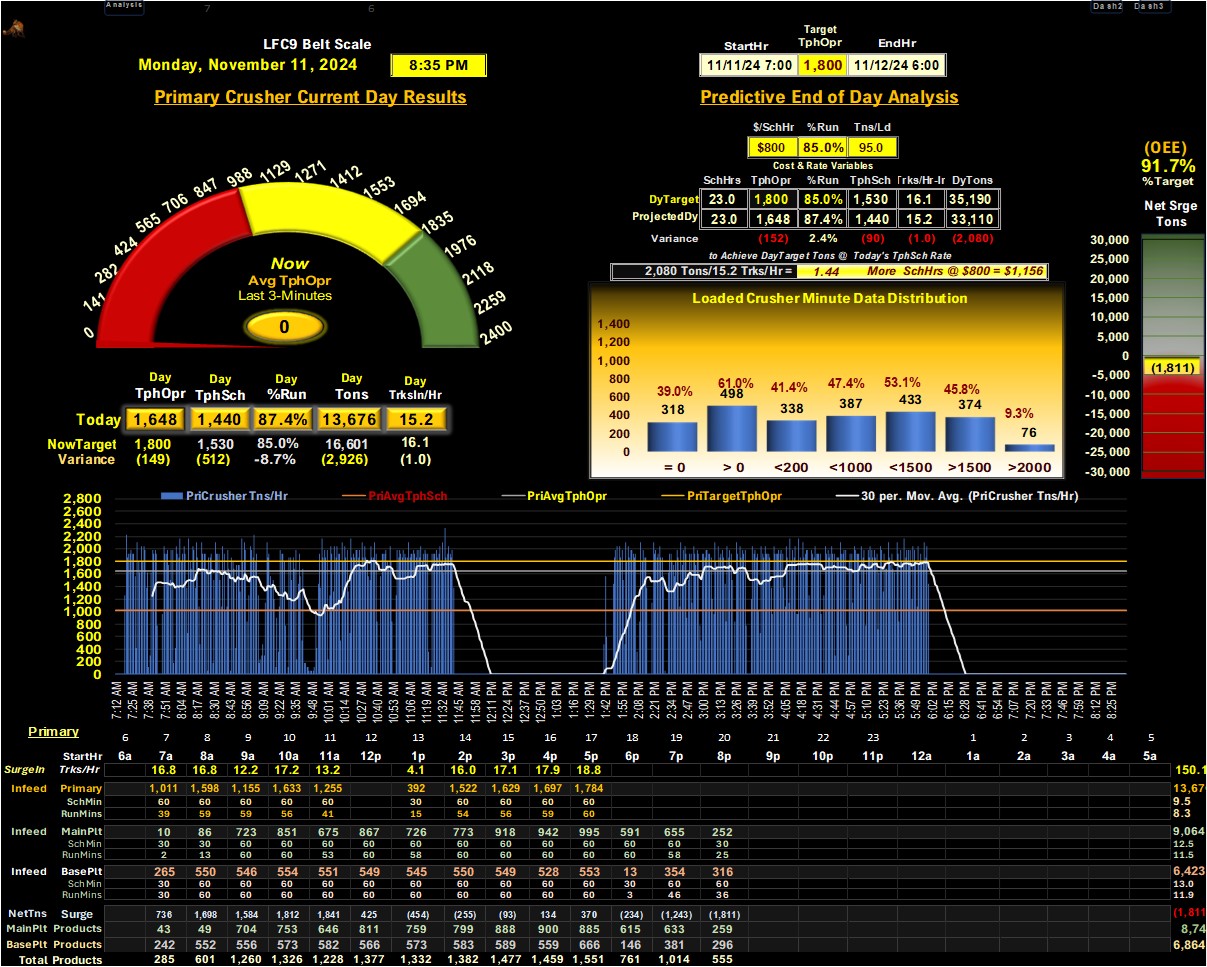 Analysis
7 6
Dash2 Dash3
LFC9 Belt Scale
Monday, November 11, 2024 8:35 PM
Primary Crusher Current Day Results
Target
StartHr TphOpr EndHr
11/11/24 7:00 1,800 11/12/24 6:00
Predictive End of Day Analysis
$/SchHr %Run Tns/Ld
$800 85.0% 95.0
Cost & Rate Variables
SchHrs TphOpr %Run TphSch Trks/Hr-Ir DyTons
DyTarget 23.0 1,800 85.0% 1,530 16.1 35,190
ProjectedDy 23.0 1,648 87.4% 1,440 15.2 33,110
Variance (152) 2.4% (90) (1.0) (2,080)
to Achieve DayTarget Tons @ Today's TphSch Rate
2,080 Tons/15.2 Trks/Hr = 1.44 More SchHrs @ $800 = $1,156
(OEE)
91.7%
%Target
Net Srge
Tons
30,000
25,000
20,000
15,000
10,000
5,000
0
(1,811)
-5,000
-10,000
-15,000
-20,000
-25,000
-30,000
0 141 282 424 565 706 847 988 1129 1271 1412 1553 1694 1835 1976 2118 2259 2400
Now
Avg TphOpr
Last 3-Minutes
0
Day Day Day Day Day
TphOpr TphSch %Run Tons TrksIn/Hr
Today 1,648 1,440 87.4% 13,676 15.2
NowTarget 1,800 1,530 85.0% 16,601 16.1
Variance (149) (512) -8.7% (2,926) (1.0)
Loaded Crusher Minute Data Distribution
1,400
1,200
1,000
800
600
400
200
0
39.0% 61.0% 41.4% 47.4% 53.1% 45.8% 9.3%
318 498 338 387 433 374 76
= 0 > 0 <200 <1000 <1500 >1500 >2000
PriCrusher Tns/Hr PriAvgTphSch PriAvgTphOpr PriTargetTphOpr 30 per. Mov. Avg. (PriCrusher Tns/Hr)
2,800
2,600
2,400
2,200
2,000
1,800
1,600
1,400
1,200
1,000
800
600
400
200
0
7:12 AM 7:25 AM 7:38 AM 7:51 AM 8:04 AM 8:17 AM 8:30 AM 8:43 AM 8:56 AM 9:09 AM 9:22 AM 9:35 AM 9:48 AM 10:01 AM 10:14 AM 10:27 AM 10:40 AM 10:53 AM 11:06 AM 11:19 AM 11:32 AM 11:45 AM 11:58 AM 12:11 PM 12:24 PM 12:37 PM 12:50 PM 1:03 PM 1:16 PM 1:29 PM 1:42 PM 1:55 PM 2:08 PM 2:21 PM 2:34 PM 2:47 PM 3:00 PM 3:13 PM 3:26 PM 3:39 PM 3:52 PM 4:05 PM 4:18 PM 4:31 PM 4:44 PM 4:57 PM 5:10 PM 5:23 PM 5:36 PM 5:49 PM 6:02 PM 6:15 PM 6:28 PM 6:41 PM 6:54 PM 7:07 PM 7:20 PM 7:33 PM 7:46 PM 7:59 PM 8:12 PM 8:25 PM
Primary 6 7 8 9 10 11 12 13 14 15 16 17 18 19 20 21 22 23 1 2 3 4 5
StartHr 6a 7a 8a 9a 10a 11a 12p 1p 2p 3p 4p 5p 6p 7p 8p 9p 10p 11p 12a 1a 2a 3a 4a 5a
SurgeIn Trks/Hr 16.8 16.8 12.2 17.2 13.2 4.1 16.0 17.1 17.9 18.8 150.1
Infeed Primary 1,011 1,598 1,155 1,633 1,255 392 1,522 1,629 1,697 1,784 13,67
SchMin 60 60 60 60 60 30 60 60 60 60 9.5
RunMins 39 59 59 56 41 15 54 56 59 60 8.3
Infeed MainPlt 10 86 723 851 675 867 726 773 918 942 995 591 655 252 9,064
SchMin 30 30 60 60 60 60 60 60 60 60 60 60 60 30 12.5
RunMins 2 13 60 60 53 60 58 60 60 60 60 60 58 25 11.5
Infeed BasePlt 265 550 546 554 551 549 545 550 549 528 553 13 354 316 6,423
SchMin 30 60 60 60 60 60 60 60 60 60 60 30 60 60 13.0
RunMins 30 60 60 60 60 60 60 60 60 60 60 3 46 36 11.9
NetTns Surge 736 1,698 1,584 1,812 1,841 425 (454) (255) (93) 134 370 (234) (1,243) (1,811) (1,811
MainPlt Products 43 49 704 753 646 811 759 799 888 900 885 615 633 259 8,74
BasePlt Products 242 552 556 573 582 566 573 583 589 559 666 146 381 296 6,864
Total Products 285 601 1,260 1,326 1,228 1,377 1,332 1,382 1,477 1,459 1,551 761 1,014 555